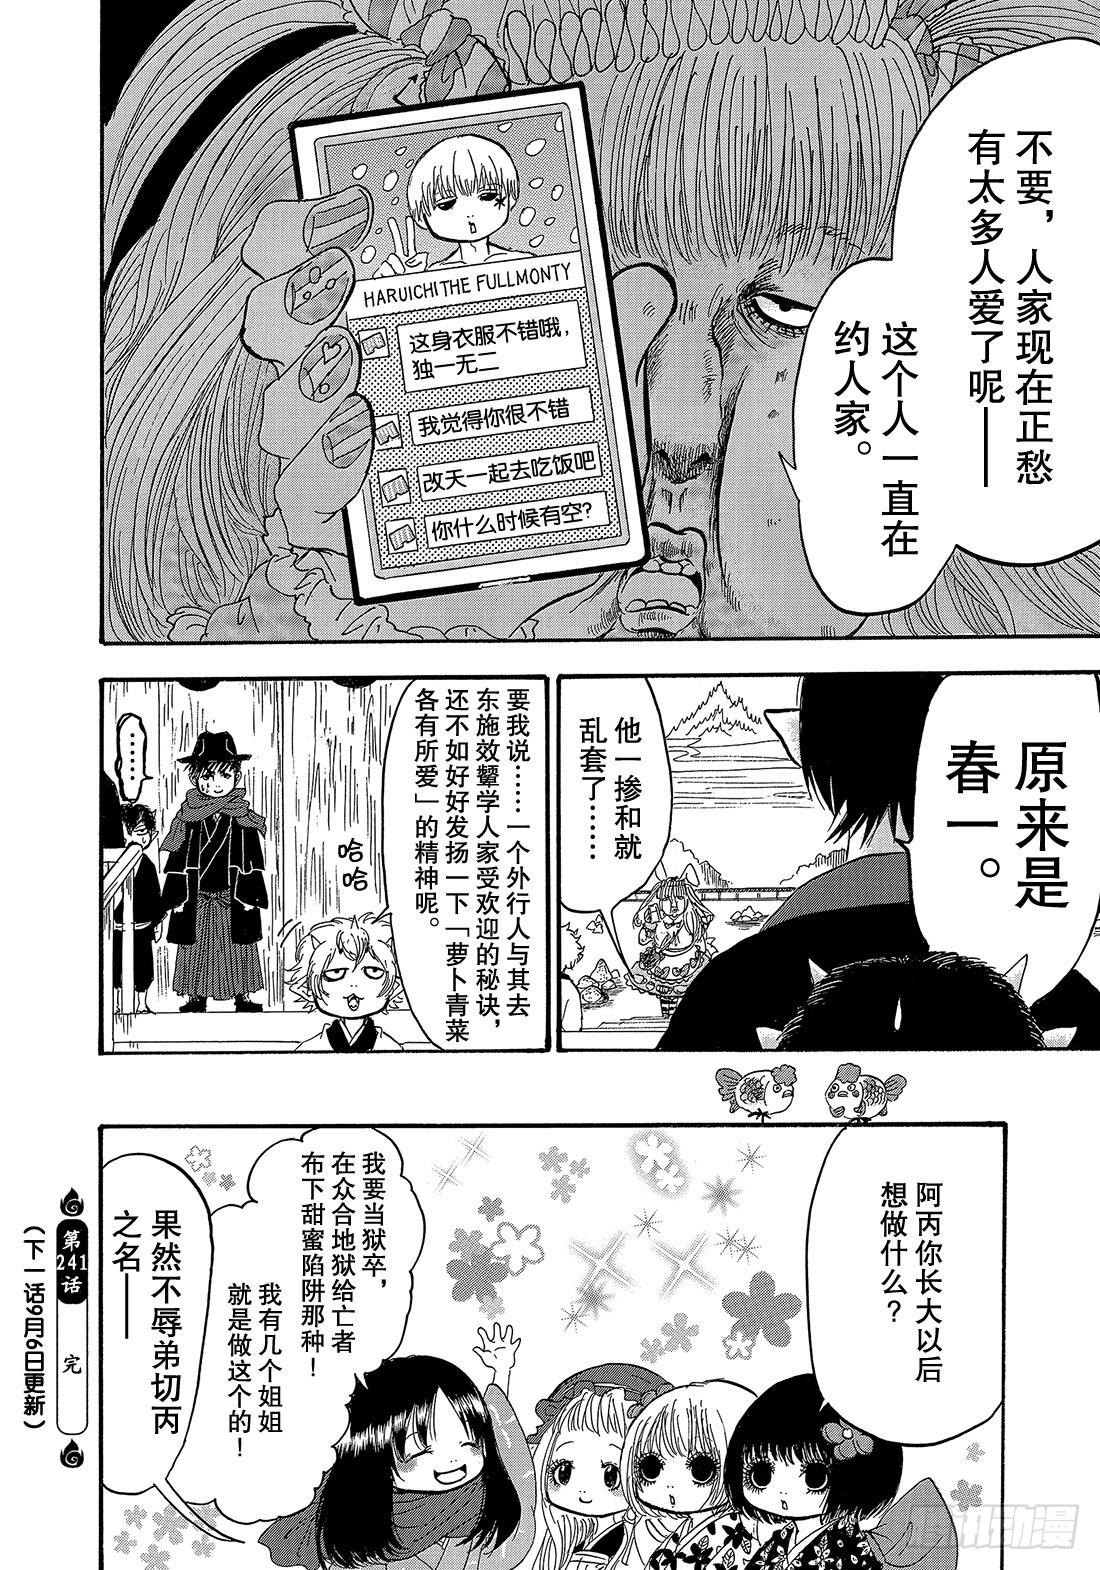 不要，人家现在正愁
有太多人爱了呢——
这个人一直在
约人家。
HARUICHI THE FULLMONTY
这身衣服不错哦，
独一无二
我觉得你很不错
改天一起去吃饭吧
你什么时候有空?
原来是
春一。
他一掺和就
乱套了……
要我说……一个外行人与其去
东施效颦学人家受欢迎的秘诀，
还不如好好发扬一下「萝卜青菜
各有所爱」的精神呢。
哈
哈
……
阿丙你长大以后
想做什么?
我要当狱卒，
在众合地狱给亡者
布下甜蜜陷阱那种！
我有几个姐姐
就是做这个的！
果然不辱弟切丙
之名——
第241话
完
（下一话9月6日更新）
腾讯动漫